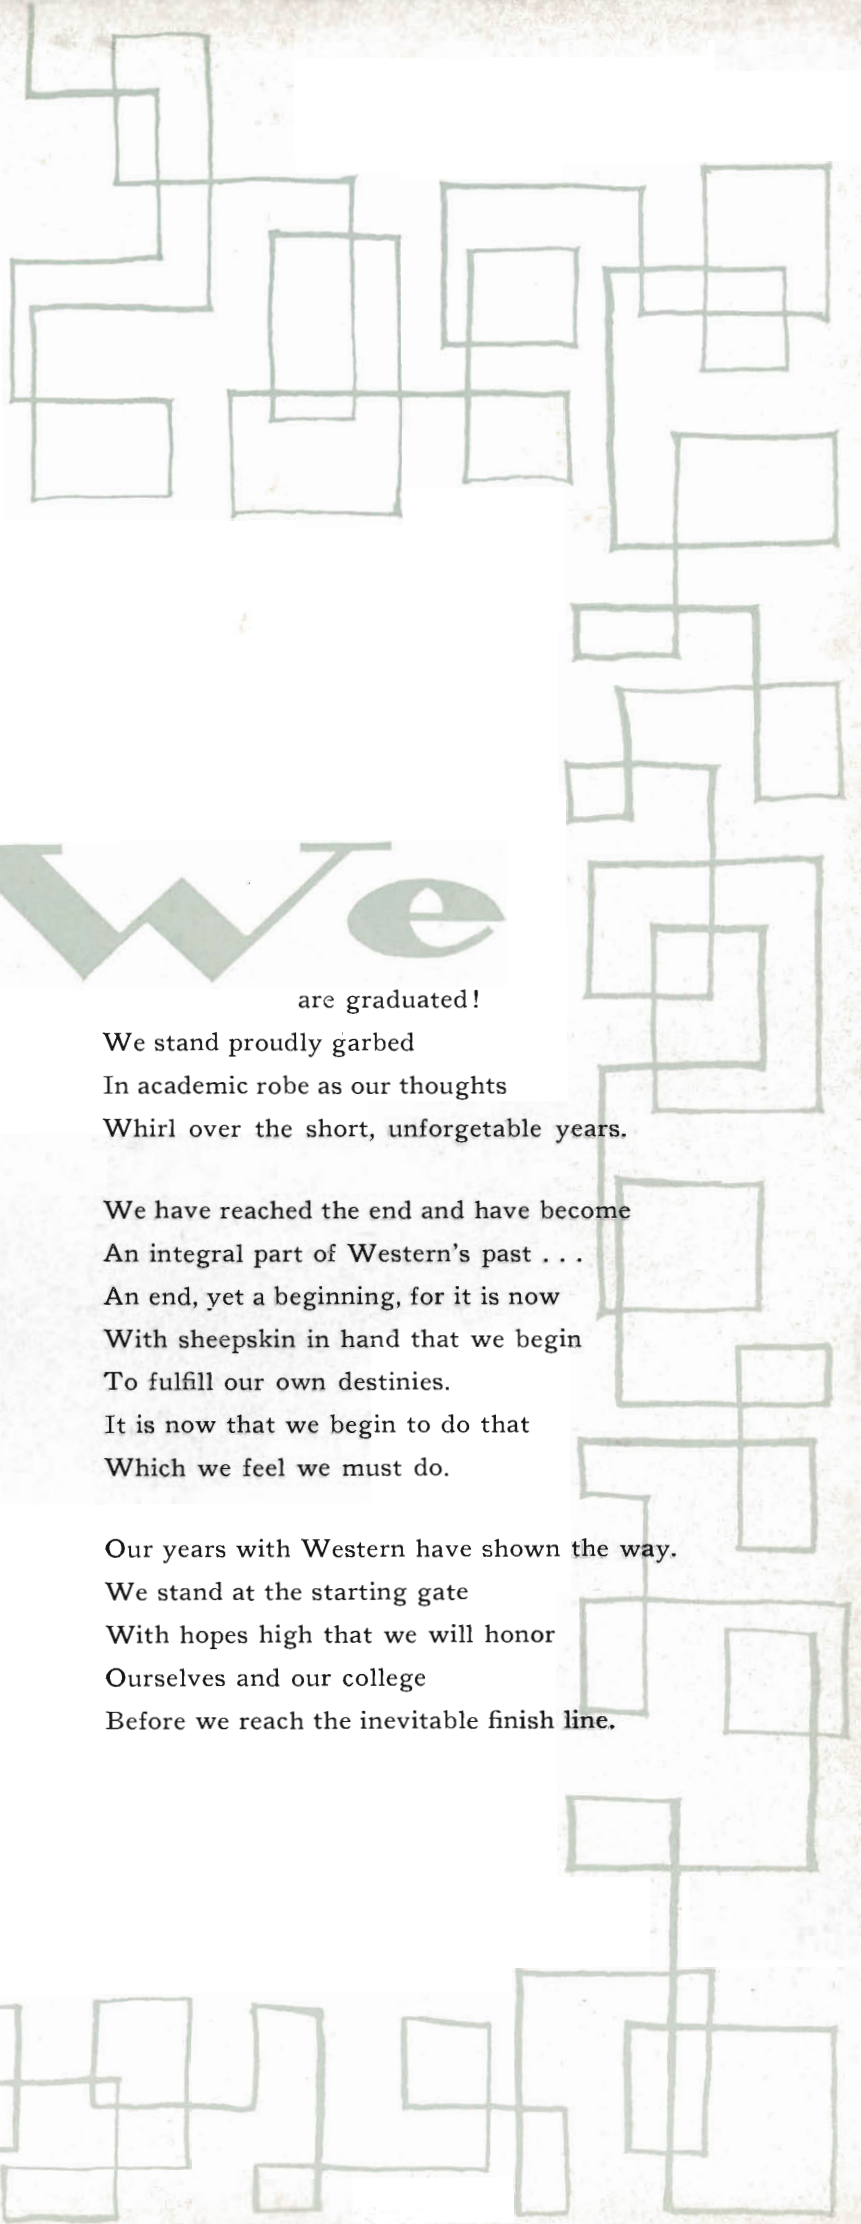 We
are graduated!
We stand proudly garbed
In academic robe as our thoughts
Whirl over the short, unforgetable years.
We have reached the end and have become
An integral part of Western's past . . .
An end, yet a beginning, for it is now
With sheepskin in hand that we begin
To fulfill our own destinies.
It is now that we begin to do that
Which we feel we must do.
Our years with Western have shown the way.
We stand at the starting gate
With hopes high that we will honor
Ourselves and our college
Before we reach the inevitable finish line.